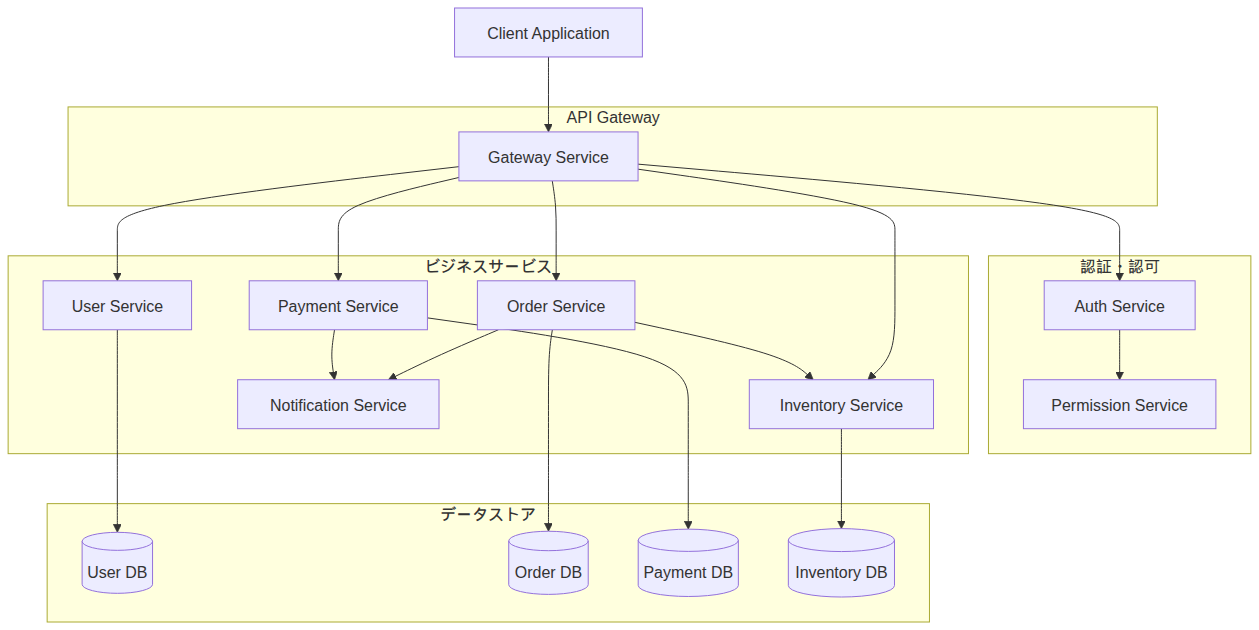 Client Application
API Gateway
Gateway Service
ビジネスサービス
認証・認可
User Service
Payment Service
Order Service
Auth Service
Notification Service
Inventory Service
Permission Service
データストア
User DB
Order DB
Payment DB
Inventory DB